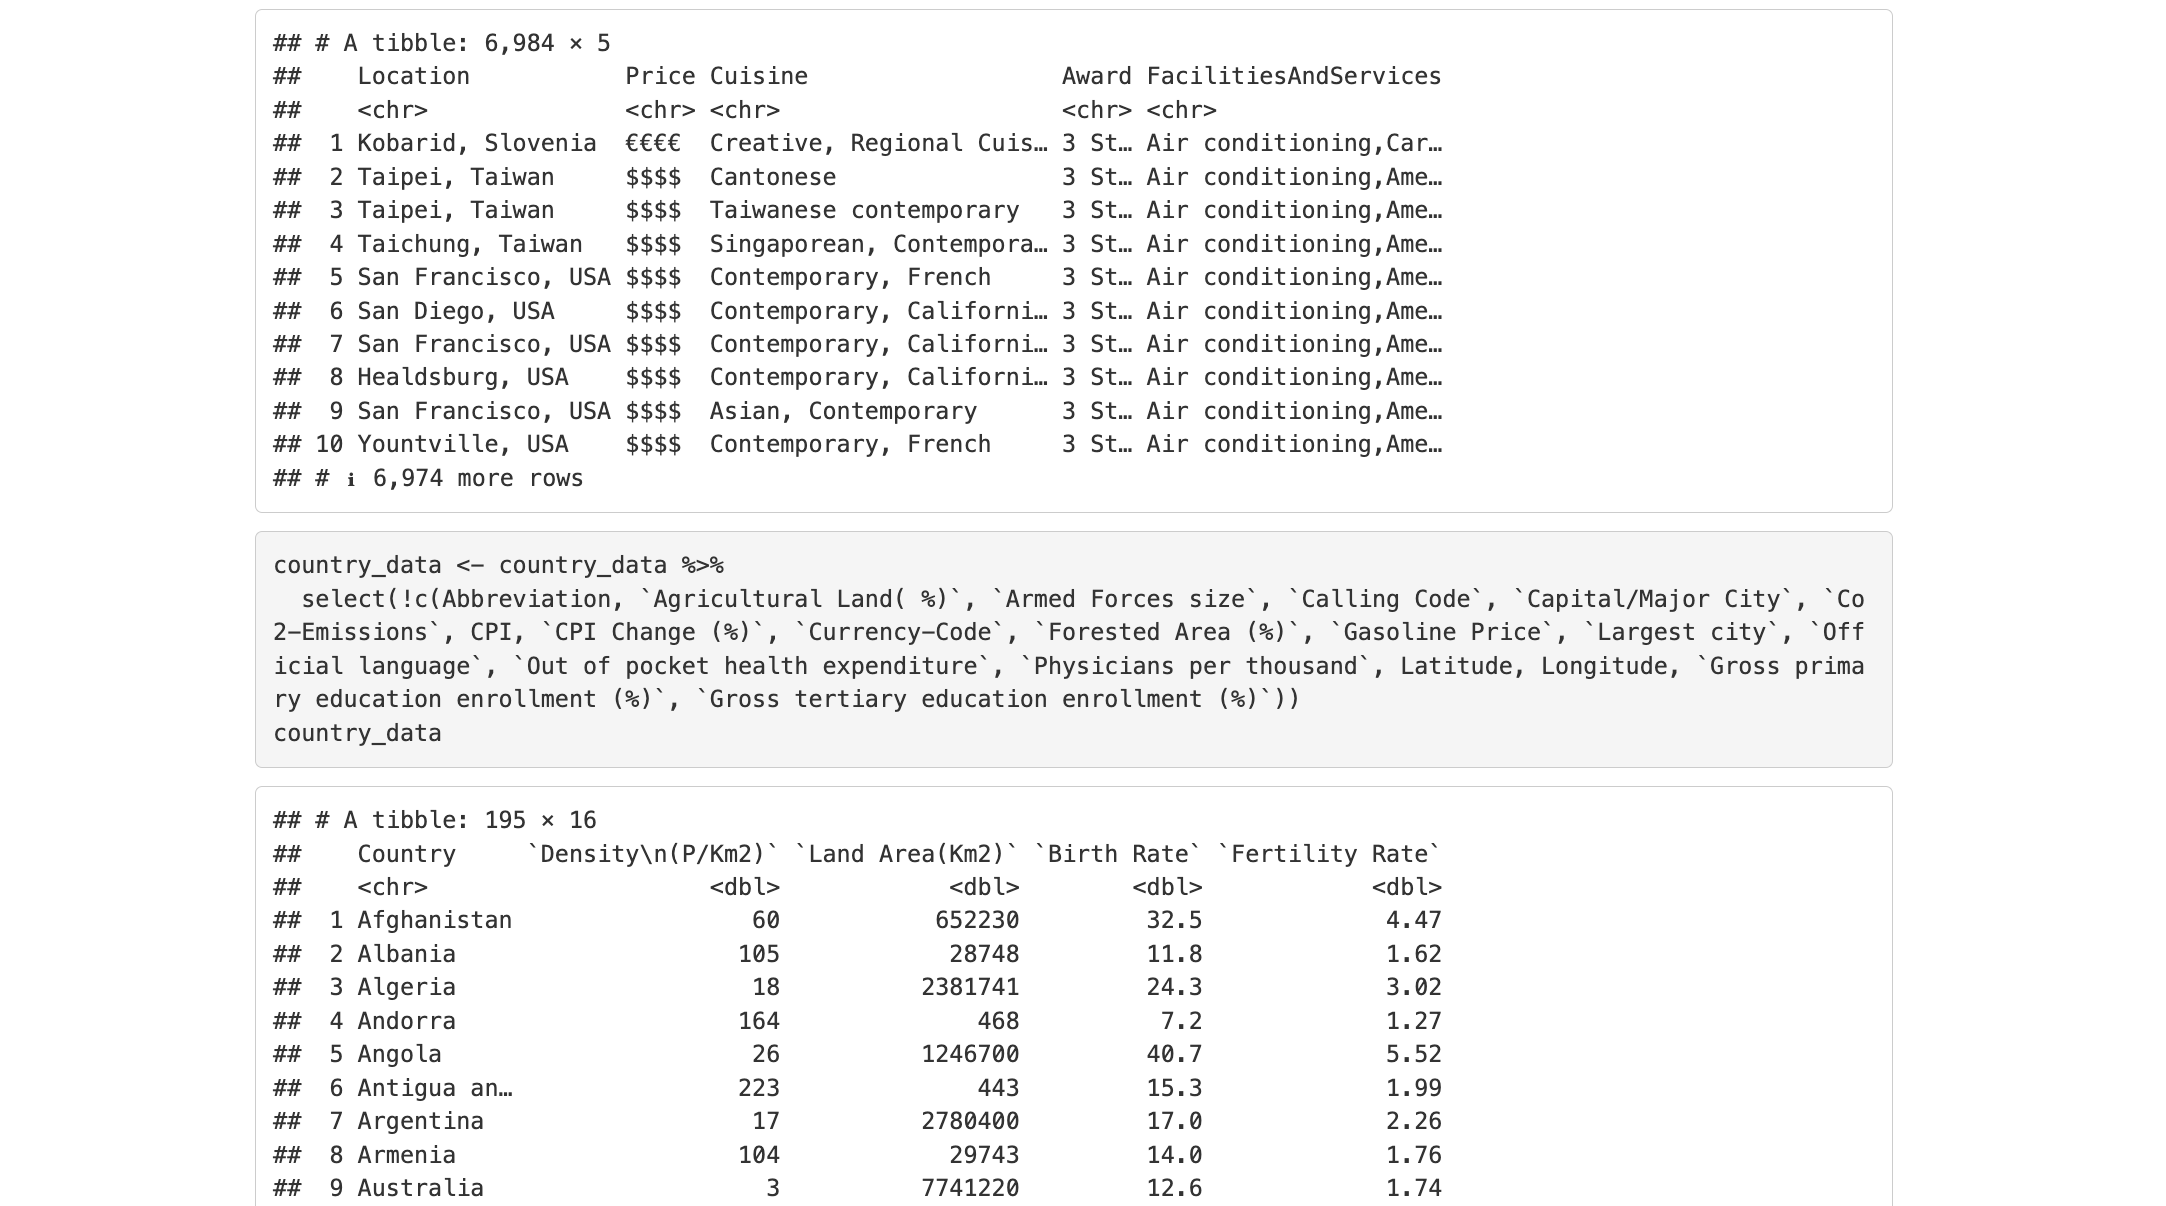 ## # A tibble: 6,984 × 5
##    Location           Price Cuisine                  Award FacilitiesAndServices
##    <chr>              <chr> <chr>                    <chr> <chr>
##  1 Kobarid, Slovenia  €€€€  Creative, Regional Cuis… 3 St… Air conditioning,Car…
##  2 Taipei, Taiwan     $$$$  Cantonese                3 St… Air conditioning,Ame…
##  3 Taipei, Taiwan     $$$$  Taiwanese contemporary   3 St… Air conditioning,Ame…
##  4 Taichung, Taiwan   $$$$  Singaporean, Contempora… 3 St… Air conditioning,Ame…
##  5 San Francisco, USA $$$$  Contemporary, French     3 St… Air conditioning,Ame…
##  6 San Diego, USA     $$$$  Contemporary, Californi… 3 St… Air conditioning,Ame…
##  7 San Francisco, USA $$$$  Contemporary, Californi… 3 St… Air conditioning,Ame…
##  8 Healdsburg, USA    $$$$  Contemporary, Californi… 3 St… Air conditioning,Ame…
##  9 San Francisco, USA $$$$  Asian, Contemporary      3 St… Air conditioning,Ame…
## 10 Yountville, USA    $$$$  Contemporary, French     3 St… Air conditioning,Ame…
## # ℹ 6,974 more rows
country_data <- country_data %>%
  select(!c(Abbreviation, `Agricultural Land( %)`, `Armed Forces size`, `Calling Code`, `Capital/Major City`, `Co
2-Emissions`, CPI, `CPI Change (%)`, `Currency-Code`, `Forested Area (%)`, `Gasoline Price`, `Largest city`, `Off
icial language`, `Out of pocket health expenditure`, `Physicians per thousand`, Latitude, Longitude, `Gross prima
ry education enrollment (%)`, `Gross tertiary education enrollment (%)`))
country_data
## # A tibble: 195 × 16
##    Country     `Density\n(P/Km2)` `Land Area(Km2)` `Birth Rate` `Fertility Rate`
##    <chr>                    <dbl>            <dbl>        <dbl>            <dbl>
##  1 Afghanistan                 60           652230         32.5             4.47
##  2 Albania                    105            28748         11.8             1.62
##  3 Algeria                     18          2381741         24.3             3.02
##  4 Andorra                    164              468          7.2             1.27
##  5 Angola                      26          1246700         40.7             5.52
##  6 Antigua an…                223              443         15.3             1.99
##  7 Argentina                   17          2780400         17.0             2.26
##  8 Armenia                    104            29743         14.0             1.76
##  9 Australia                    3          7741220         12.6             1.74